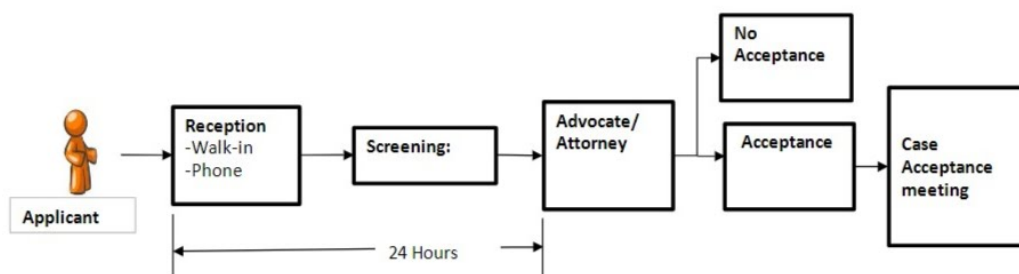 Applicant
Reception
-Walk-in
-Phone
Screening:
24 Hours
Advocate/
Attorney
No
Acceptance
Acceptance
Case
Acceptance
meeting